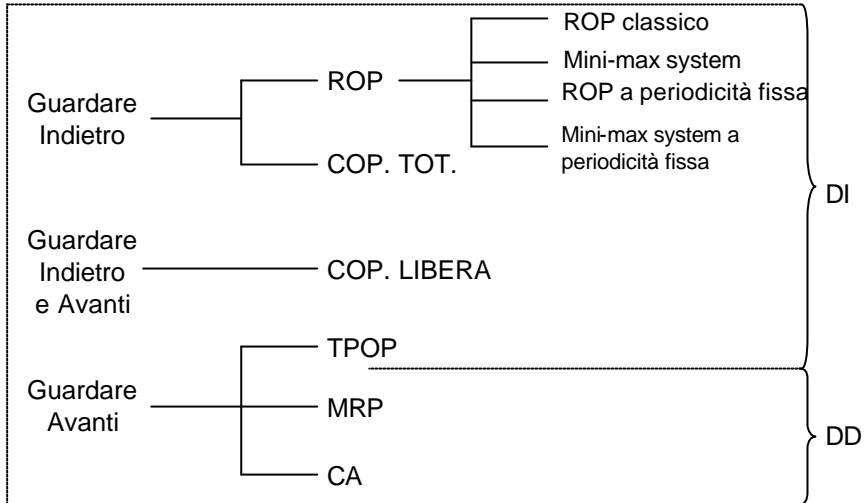 ROP classico
Mini-max system
ROP
ROP a periodicità fissa
Guardare
Indietro
Mini-max system a
periodicità fissa
COP. TOT.
DI
Guardare
Indietro
e Avanti
COP. LIBERA
TPOP
Guardare
Avanti
MRP
DD
CA